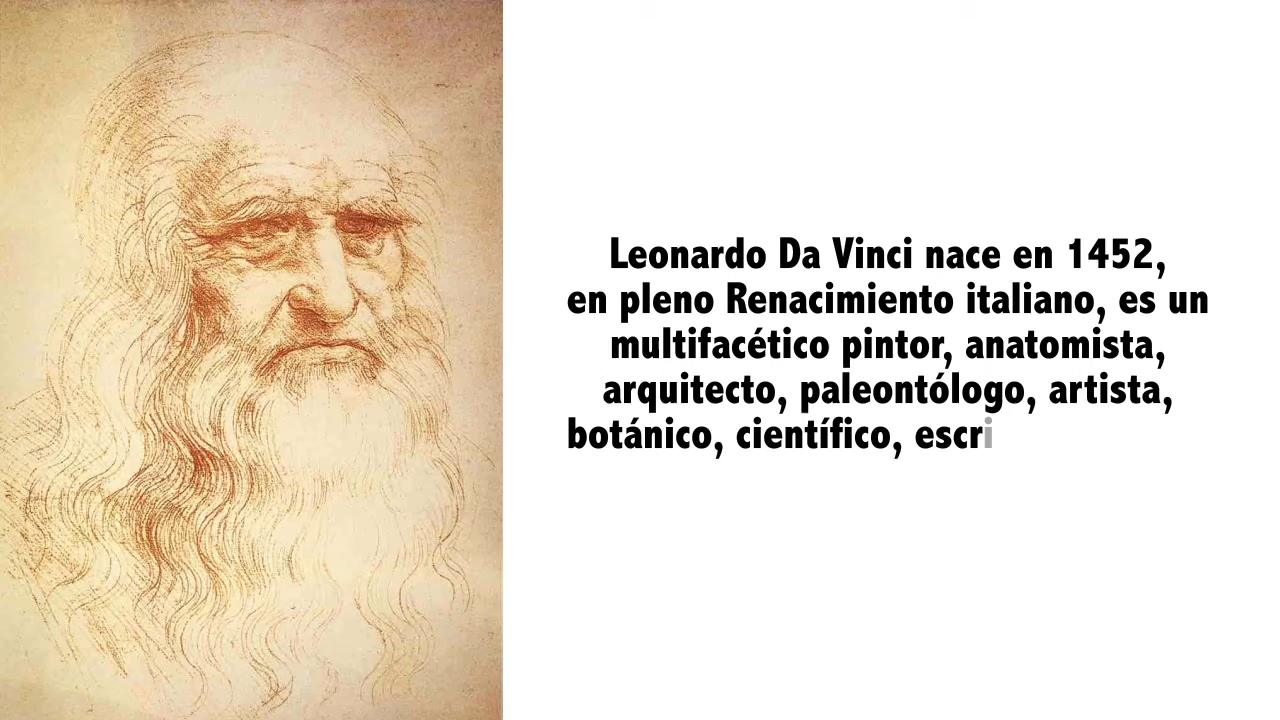 Leonardo Da Vinci nace en 1452,
en pleno Renacimiento italiano, es un
multifacético pintor, anatomista,
arquitecto, paleontólogo, artista,
botánico, científico, escri